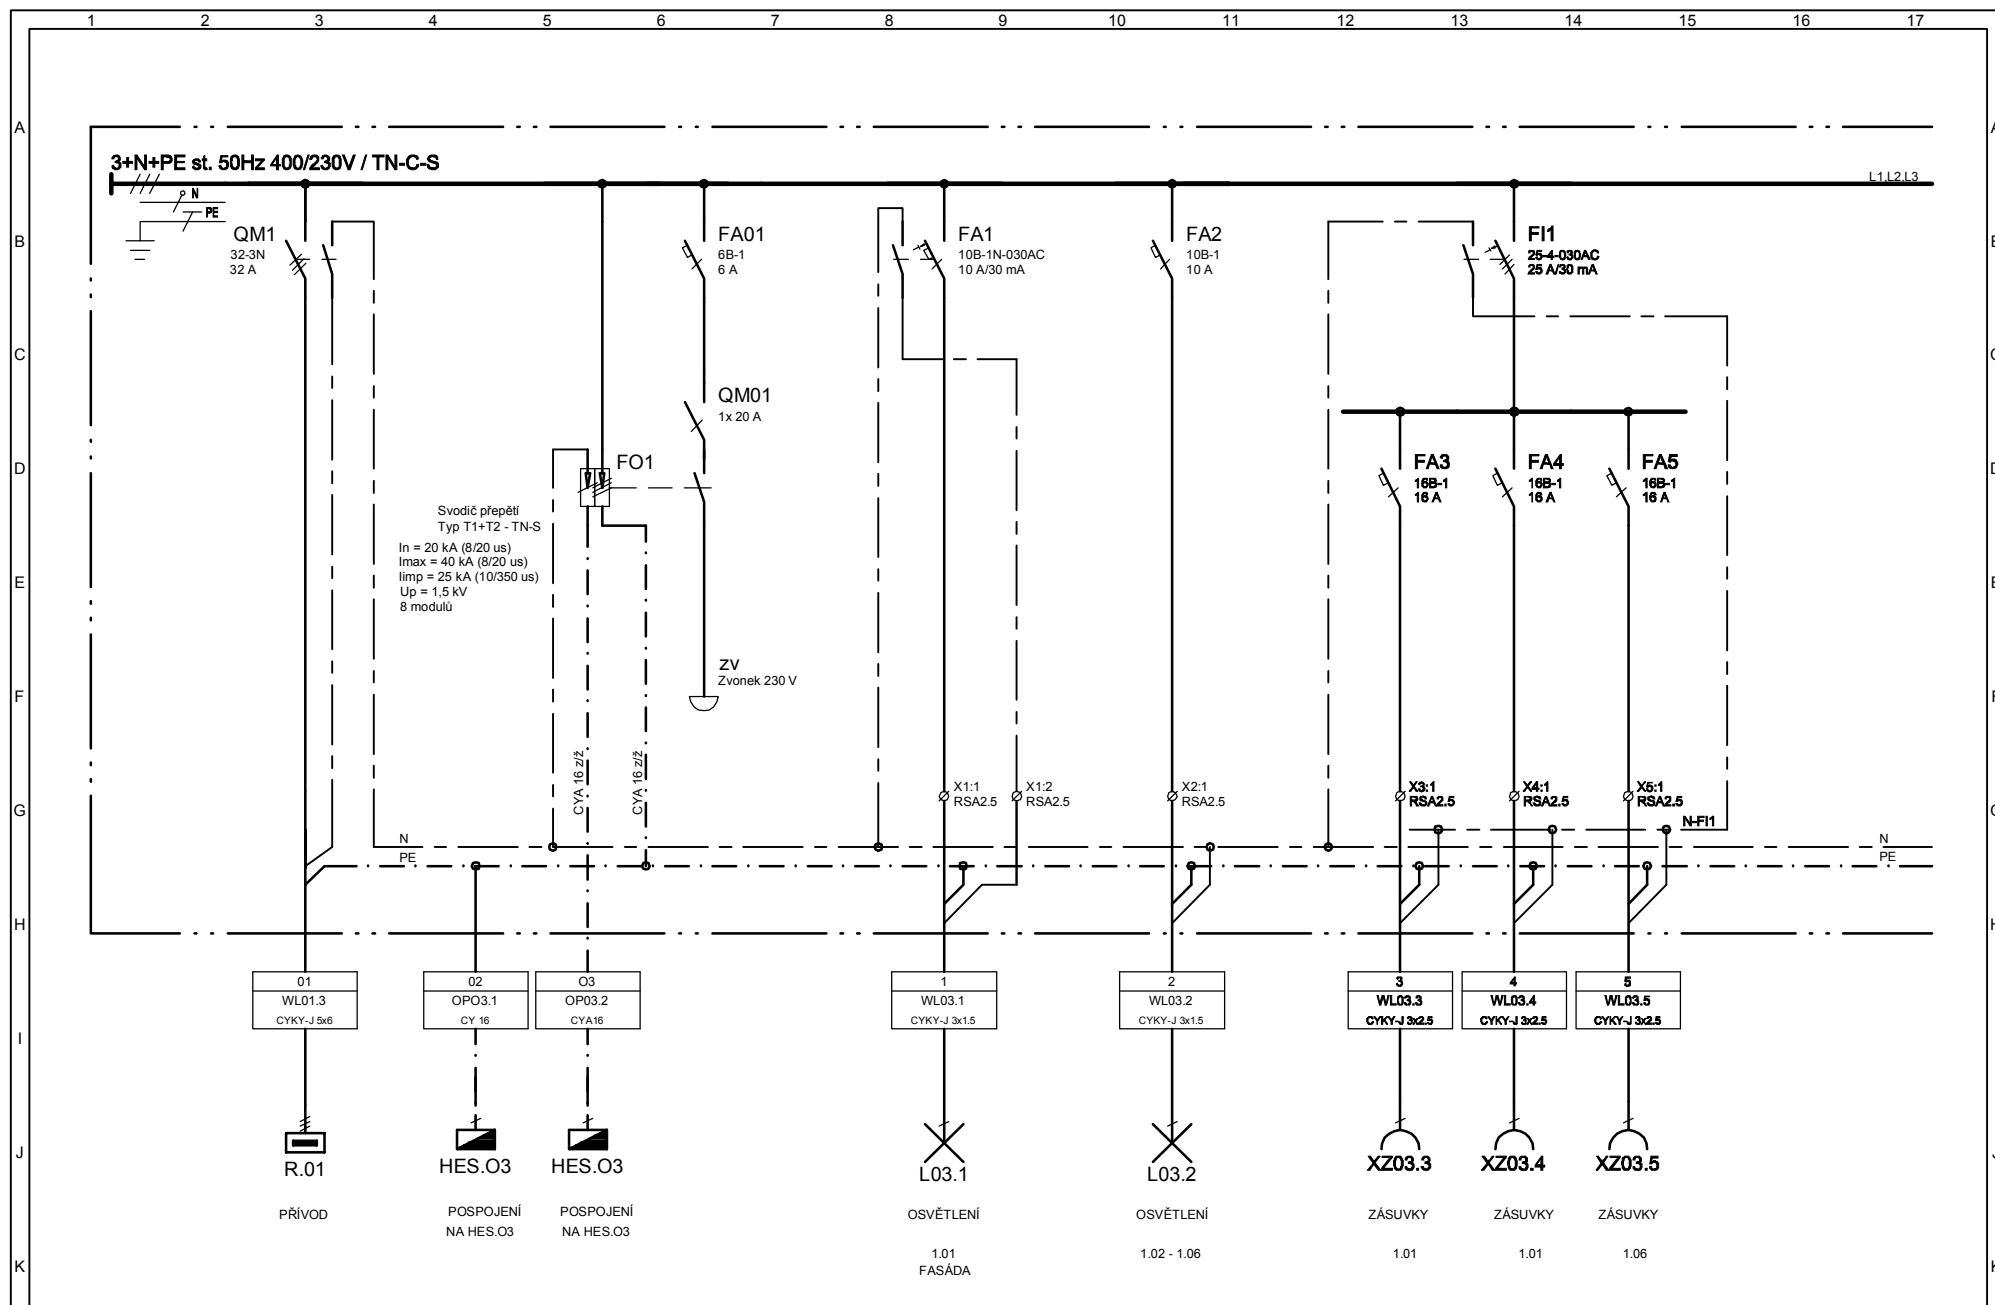 1 2 3 4 5 6 7 8 9 10 11 12 13 14 15 16 17
A
3+N+PE st. 50Hz 400/230V / TN-C-S
L1,L2,L3
N
PE
B
QM1
32-3N
32 A
FA01
6B-1
6 A
FA1
10B-1N-030AC
10 A/30 mA
FA2
10B-1
10 A
FI1
25-4-030AC
25 A/30 mA
C
QM01
1x 20 A
D
FO1
FA3
16B-1
16 A
FA4
16B-1
16 A
FA5
16B-1
16 A
Svodič přepětí
Typ T1+T2 - TN-S
In = 20 kA (8/20 us)
Imax = 40 kA (8/20 us)
Iimp = 25 kA (10/350 us)
Up = 1,5 kV
8 modulů
E
ZV
Zvonek 230 V
F
CYA 16 z/ž
CYA 16 z/ž
X1:1
RSA2.5
X1:2
RSA2.5
X2:1
RSA2.5
X3:1
RSA2.5
X4:1
RSA2.5
X5:1
RSA2.5
G
N-FI1
N
PE
N
PE
H
01
WL01.3
CYKY-J 5x6
02
OPO3.1
CY 16
O3
OP03.2
CYA16
1
WL03.1
CYKY-J 3x1.5
2
WL03.2
CYKY-J 3x1.5
3
WL03.3
CYKY-J 3x2.5
4
WL03.4
CYKY-J 3x2.5
5
WL03.5
CYKY-J 3x2.5
I
J
R.01
HES.O3
HES.O3
L03.1
L03.2
XZ03.3
XZ03.4
XZ03.5
PŘÍVOD
POSPOJENÍ
NA HES.O3
POSPOJENÍ
NA HES.O3
OSVĚTLENÍ
1.01
FASÁDA
OSVĚTLENÍ
1.02 - 1.06
ZÁSUVKY
1.01
ZÁSUVKY
1.01
ZÁSUVKY
1.06
K